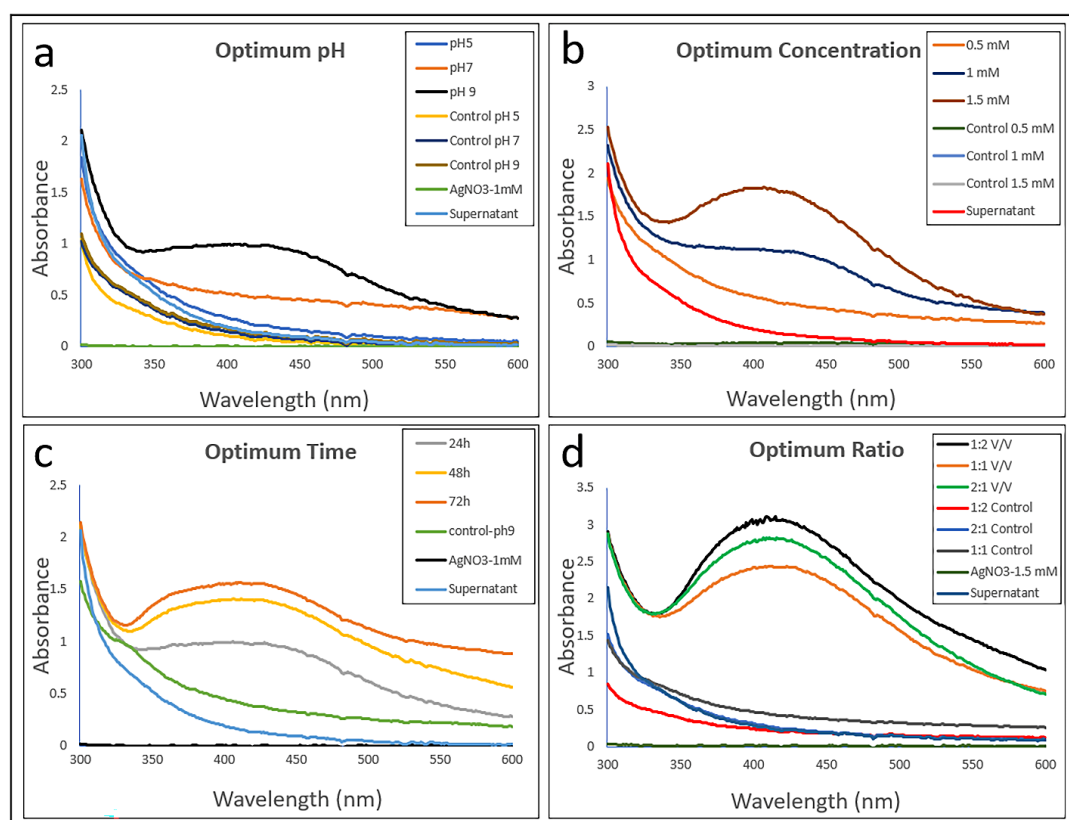 a
Optimum pH
pH5
pH7
pH 9
Control pH 5
Control pH 7
Control pH 9
AgNO3-1mM
Supernatant
2.5
2
1.5
1
0.5
0
Absorbance
300
350
400
450
500
550
600
Wavelength (nm)
b
Optimum Concentration
0.5 mM
1 mM
1.5 mM
Control 0.5 mM
Control 1 mM
Control 1.5 mM
Supernatant
3
2.5
2
1.5
1
0.5
0
Absorbance
300
350
400
450
500
550
600
Wavelength (nm)
c
Optimum Time
24h
48h
72h
control-ph9
AgNO3-1mM
Supernatant
2.5
2
1.5
1
0.5
0
Absorbance
300
350
400
450
500
550
600
Wavelength (nm)
d
Optimum Ratio
1:2 V/V
1:1 V/V
2:1 V/V
1:2 Control
2:1 Control
1:1 Control
AgNO3-1.5 mM
Supernatant
3.5
3
2.5
2
1.5
1
0.5
0
Absorbance
300
350
400
450
500
550
600
Wavelength (nm)